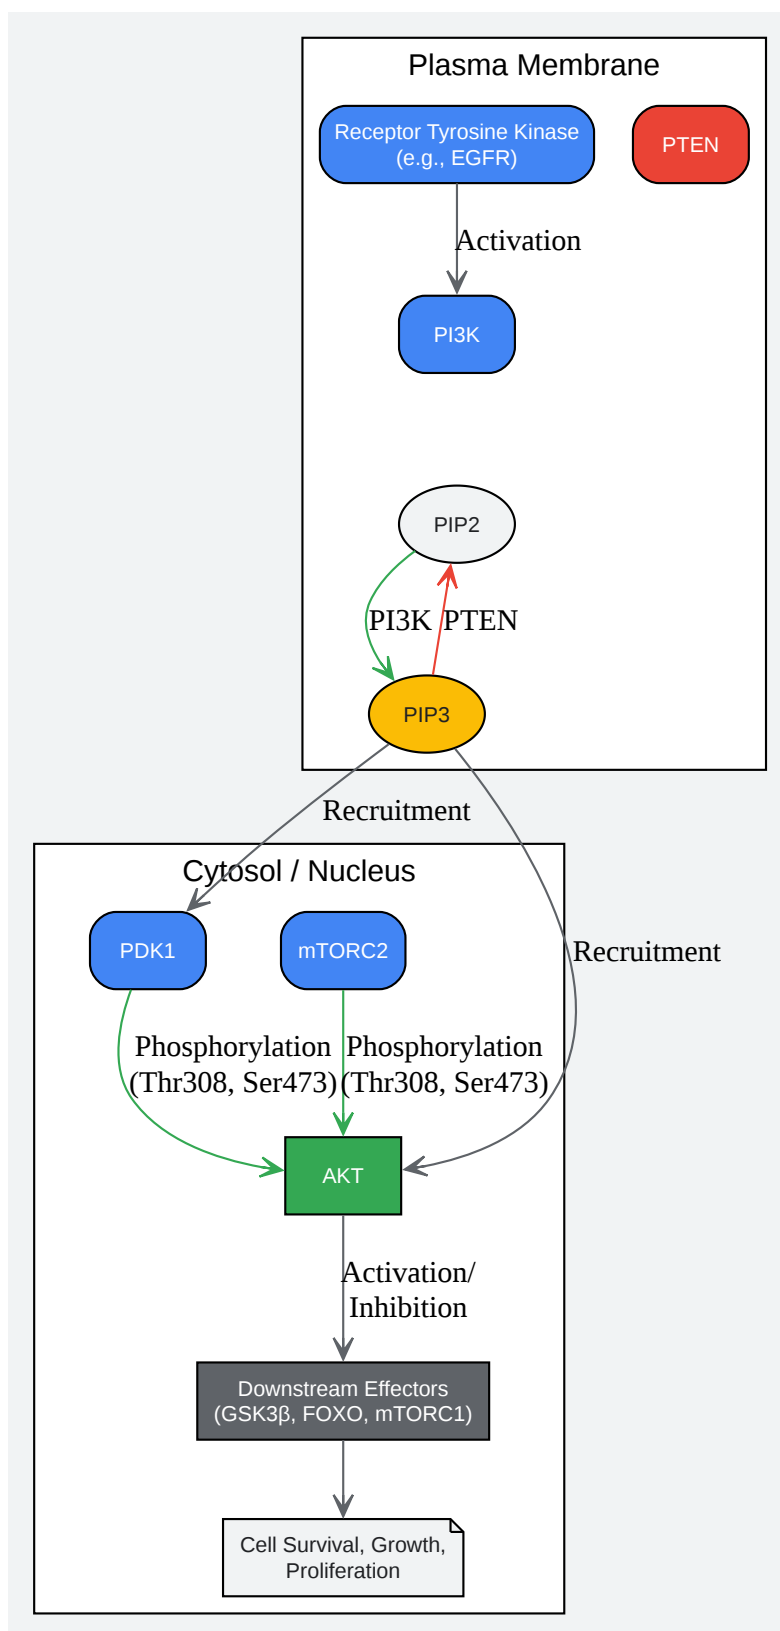 Plasma Membrane
Receptor Tyrosine Kinase
(e.g., EGFR)
PTEN
Activation
PI3K
PIP2
PI3K
PTEN
PIP3
Recruitment
Cytosol / Nucleus
PDK1
mTORC2
Recruitment
Phosphorylation
(Thr308, Ser473)
Phosphorylation
(Thr308, Ser473)
AKT
Activation/
Inhibition
Downstream Effectors
(GSK3β, FOXO, mTORC1)
Cell Survival, Growth,
Proliferation